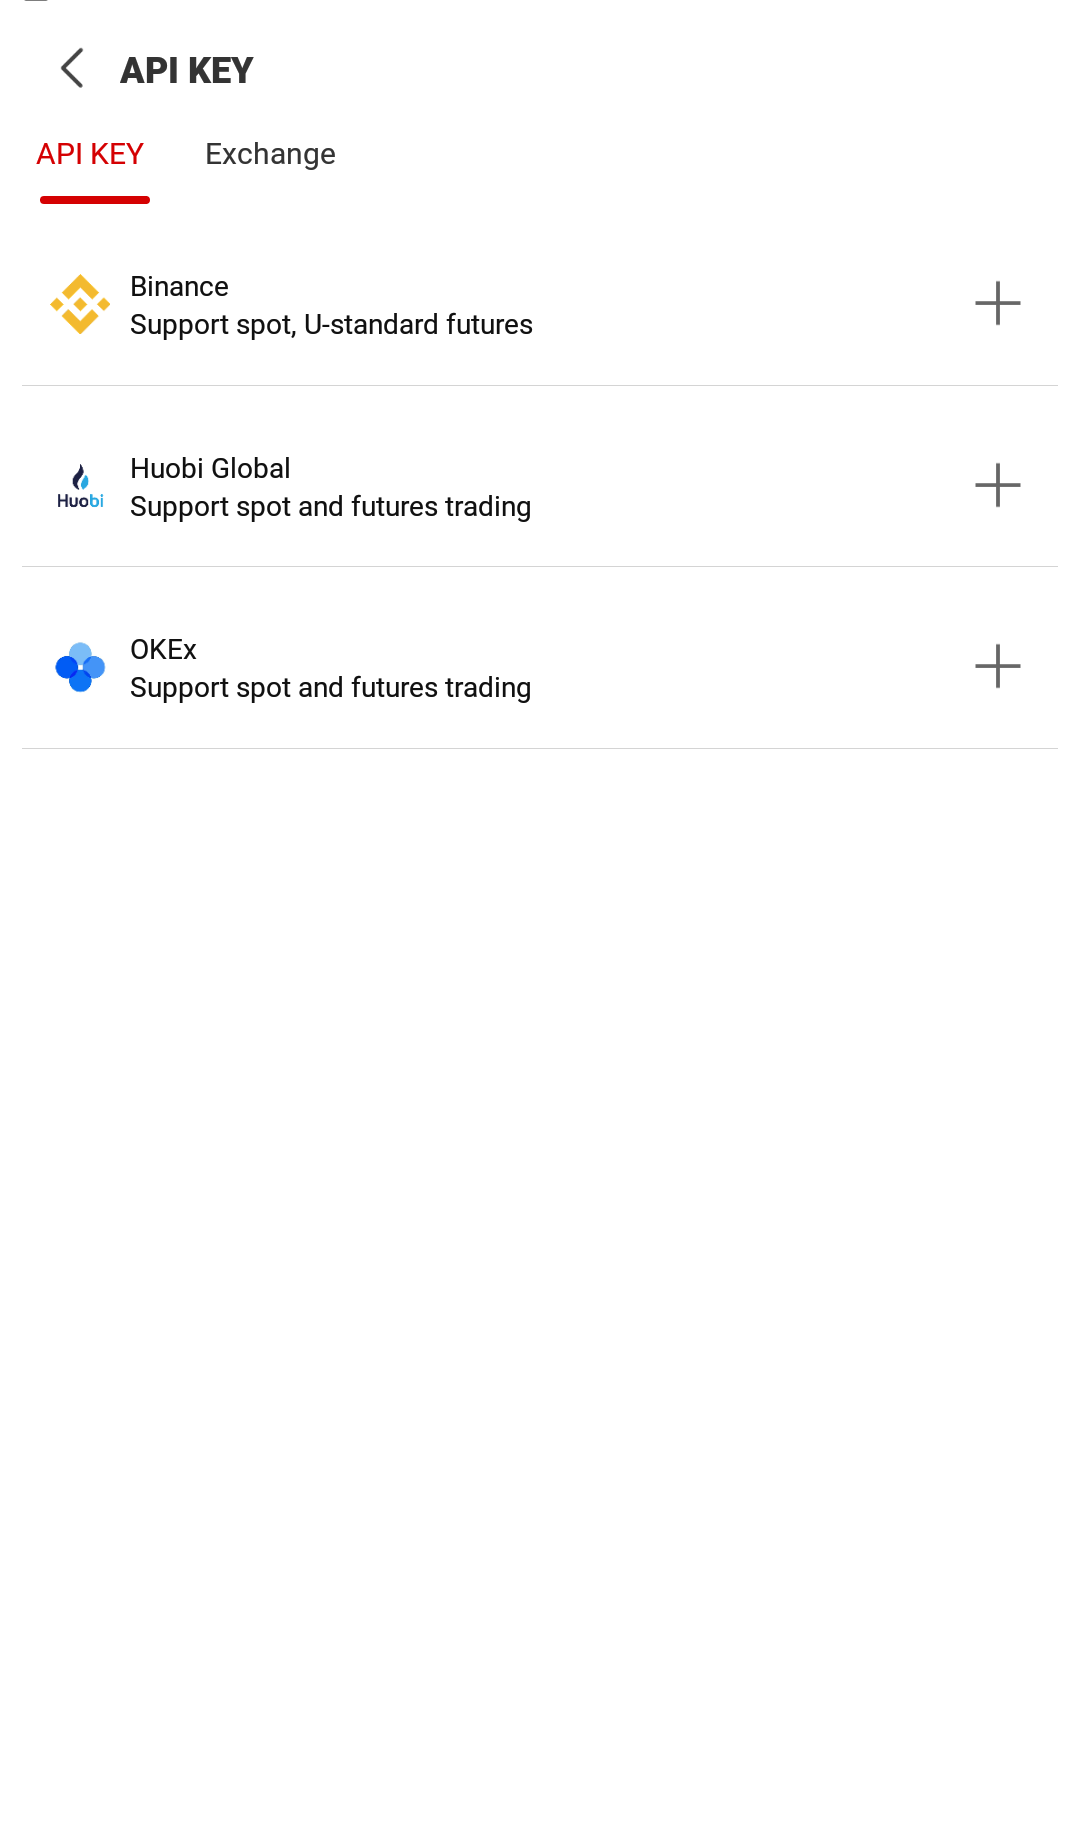 API KEY
API KEY Exchange
Binance
Support spot, U-standard futures
Huobi
Huobi Global
Support spot and futures trading
OKEx
Support spot and futures trading